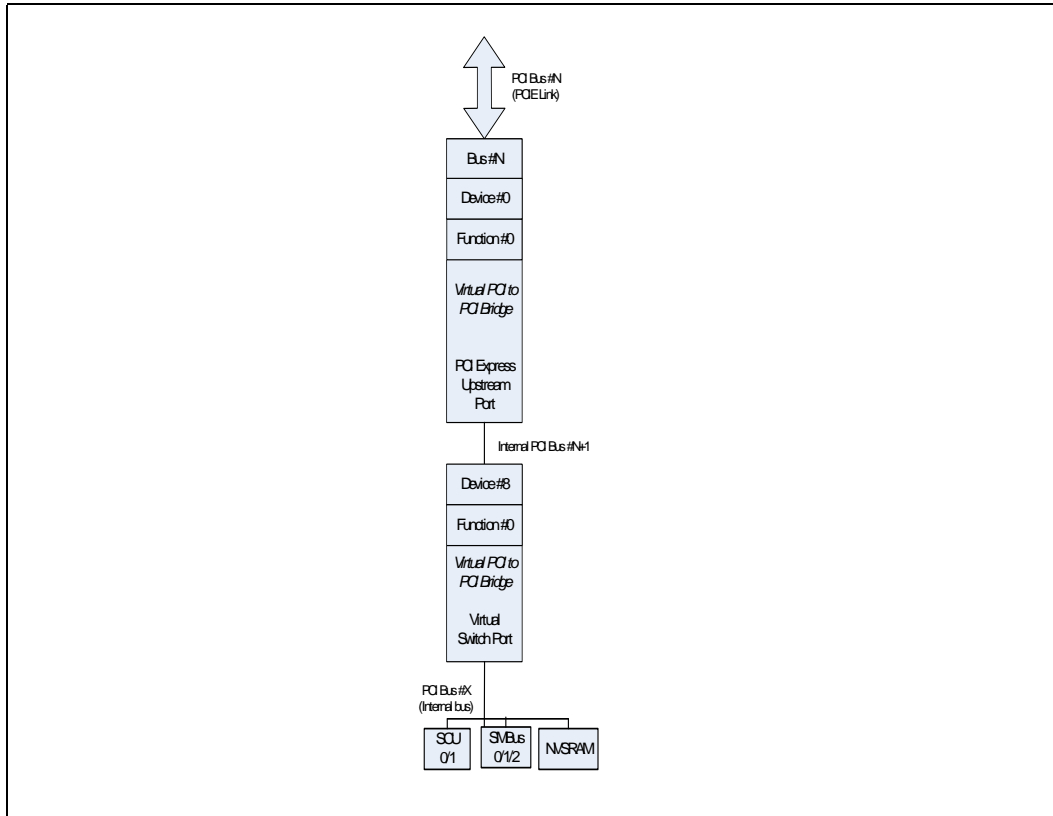 PCI Bus #N
(PCIE Link)
Bus #N
Device #0
Function #0
Virtual PCI to
PCI Bridge
PCI Express
Upstream
Port
Internal PCI Bus #N+1
Device #8
Function #0
Virtual PCI to
PCI Bridge
Virtual
Switch Port
PCI Bus #X
(Internal bus)
SCU
0/1
SMBus
0/1/2
NVSRAM